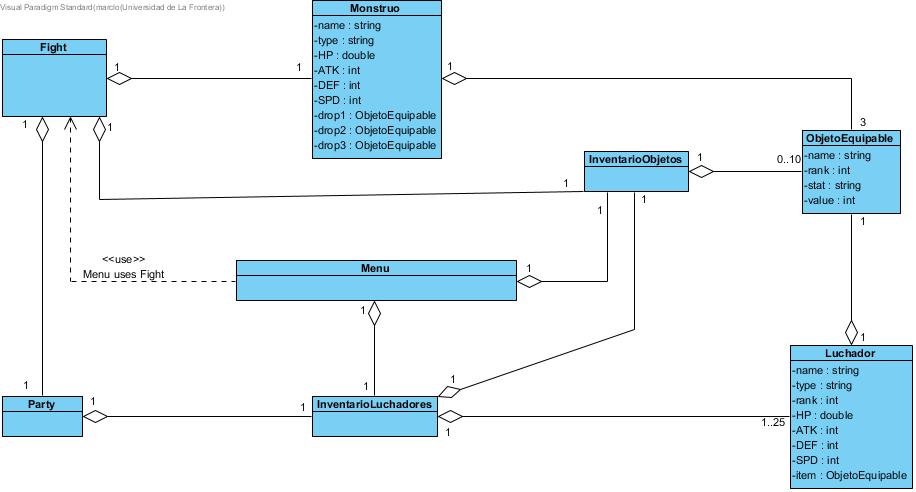 Visual Paradigm Standard(marcio(Universidad de La Frontera))
Monstruo
-name : string
-type : string
-HP : double
-ATK : int
-DEF : int
-SPD : int
-drop1 : ObjetoEquipable
-drop2 : ObjetoEquipable
-drop3 : ObjetoEquipable
Fight
1
1
1
3
1
1
ObjetoEquipable
-name : string
-rank : int
-stat : string
-value : int
InventarioObjetos
1
0..10
1
1
1
1
<<use>>
Menu uses Fight
Menu
1
1
1
Luchador
-name : string
-type : string
-rank : int
-HP : double
-ATK : int
-DEF : int
-SPD : int
-item : ObjetoEquipable
1
1
1
Party
1
1
InventarioLuchadores
1
1..25